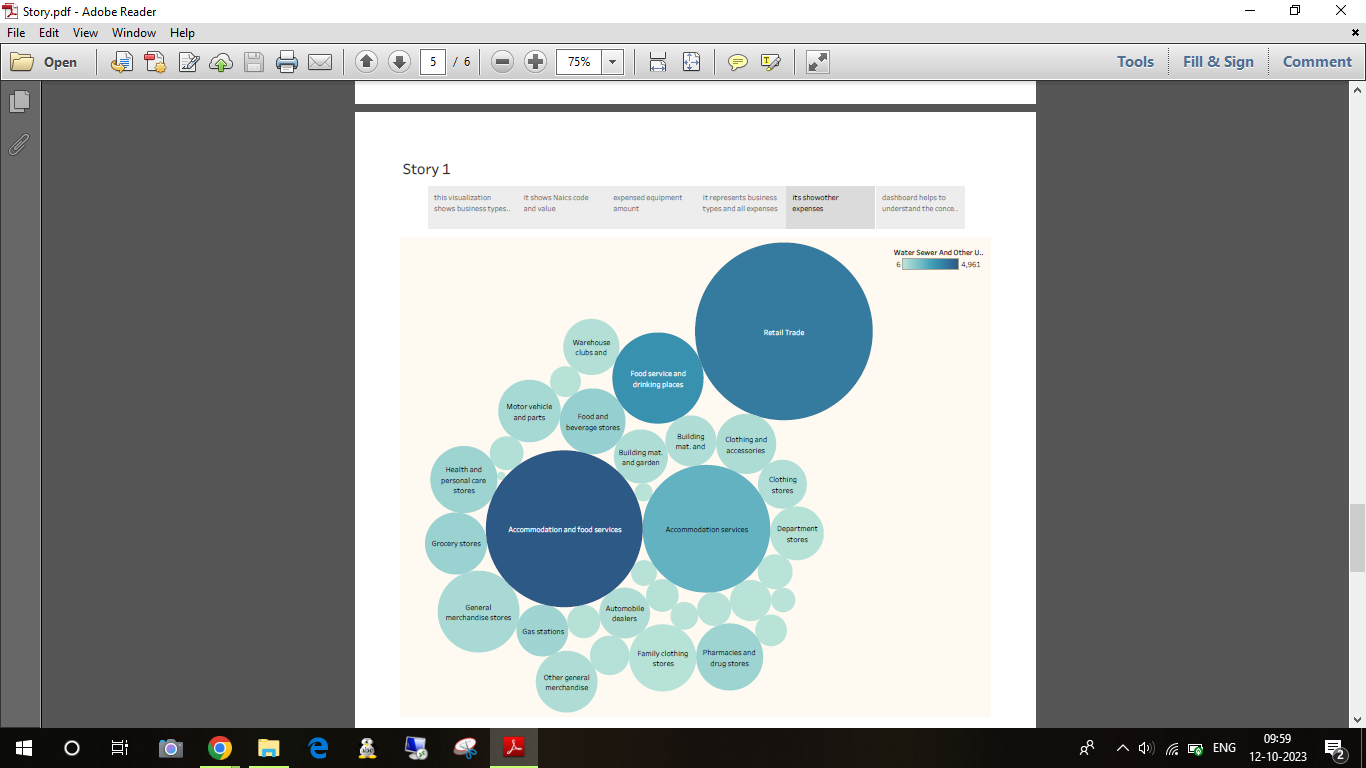 Story.pdf - Adobe Reader
File Edit View Window Help
Open
5 / 6
75%
Tools Fill & Sign Comment
Story 1
this visualization
shows business types..
it shows Naics code
and value
expensed equipment
amount
it represents business
types and all expenses
its showother
expenses
dashboard helps to
understand the conce..
Water Sewer And Other U..
6 4,961
Retail Trade
Warehouse
clubs and
Food service and
drinking places
Motor vehicle
and parts
Food and
beverage stores
Building mat.
and garden
Building
mat. and
Clothing and
accessories
Health and
personal care
stores
Clothing
stores
Accommodation and food services
Accommodation services
Department
stores
Grocery stores
General
merchandise stores
Gas stations
Automobile
dealers
Family clothing
stores
Pharmacies and
drug stores
Other general
merchandise
ENG
09:59
12-10-2023
2